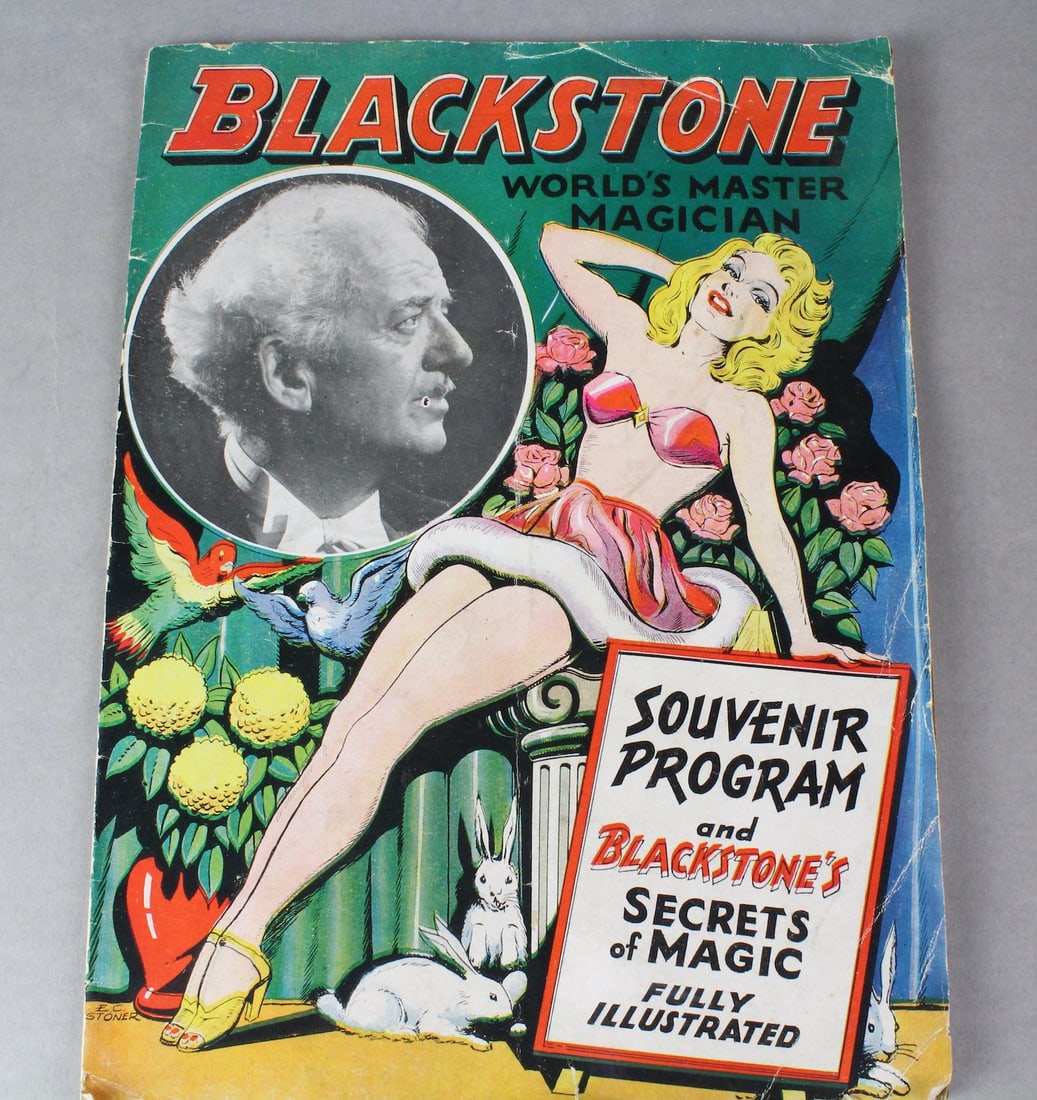 BLACKSTONE
WORLD'S MASTER
MAGICIAN
SOUVENIR
PROGRAM
and
BLACKSTONE'S
SECRETS
of MAGIC
FULLY
ILLUSTRATED
E.C.
STONER